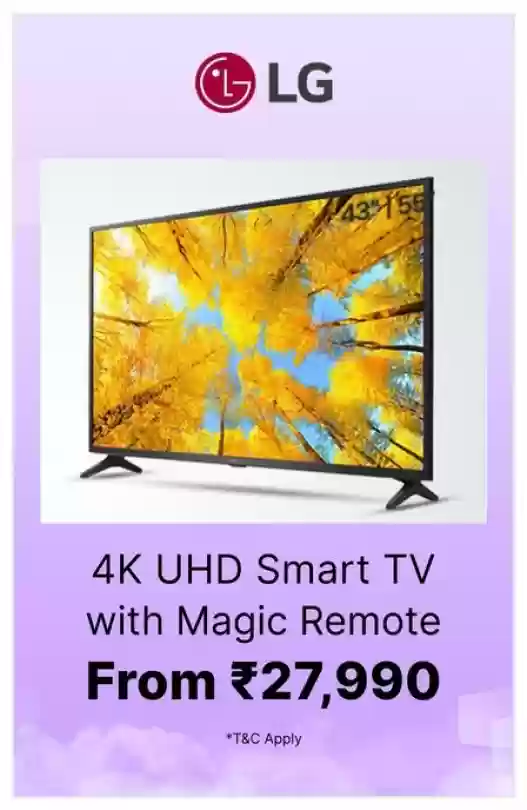 LG
43" | 55
4K UHD Smart TV
with Magic Remote
From ₹27,990
*T&C Apply